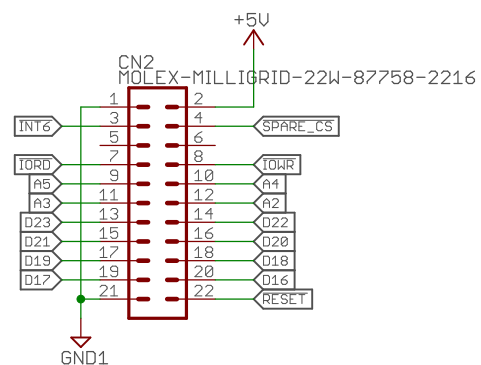 +5V
CN2
MOLEX-MILLIGRID-22W-87758-2216
1 2
INT6 3 4 SPARE_CS
5 6
IORD 7 8 IOWR
A5 9 10 A4
A3 11 12 A2
D23 13 14 D22
D21 15 16 D20
D19 17 18 D18
D17 19 20 D16
21 22 RESET
GND1